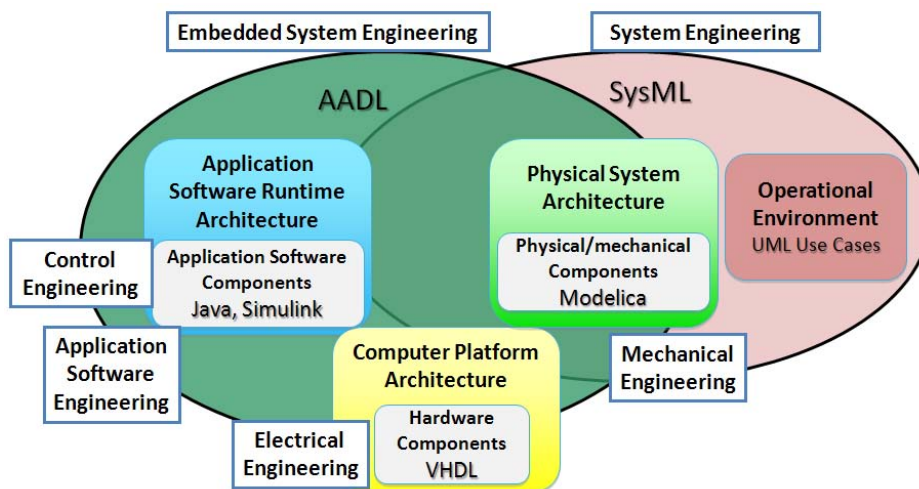 Embedded System Engineering
System Engineering
AADL
SysML
Application
Software Runtime
Architecture
Application Software
Components
Java, Simulink
Physical System
Architecture
Physical/mechanical
Components
Modelica
Operational
Environment
UML Use Cases
Control
Engineering
Application
Software
Engineering
Computer Platform
Architecture
Hardware
Components
VHDL
Mechanical
Engineering
Electrical
Engineering